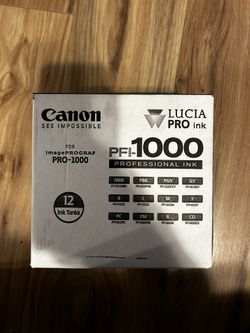 Canon
SEE IMPOSSIBLE
LUCIA
PRO ink
FOR
imagePROGRAF
PRO-1000
PFI-1000
PROFESSIONAL INK
12
Ink Tanks
MBK PBK PGY GY
B C M Y
PC PM R CO